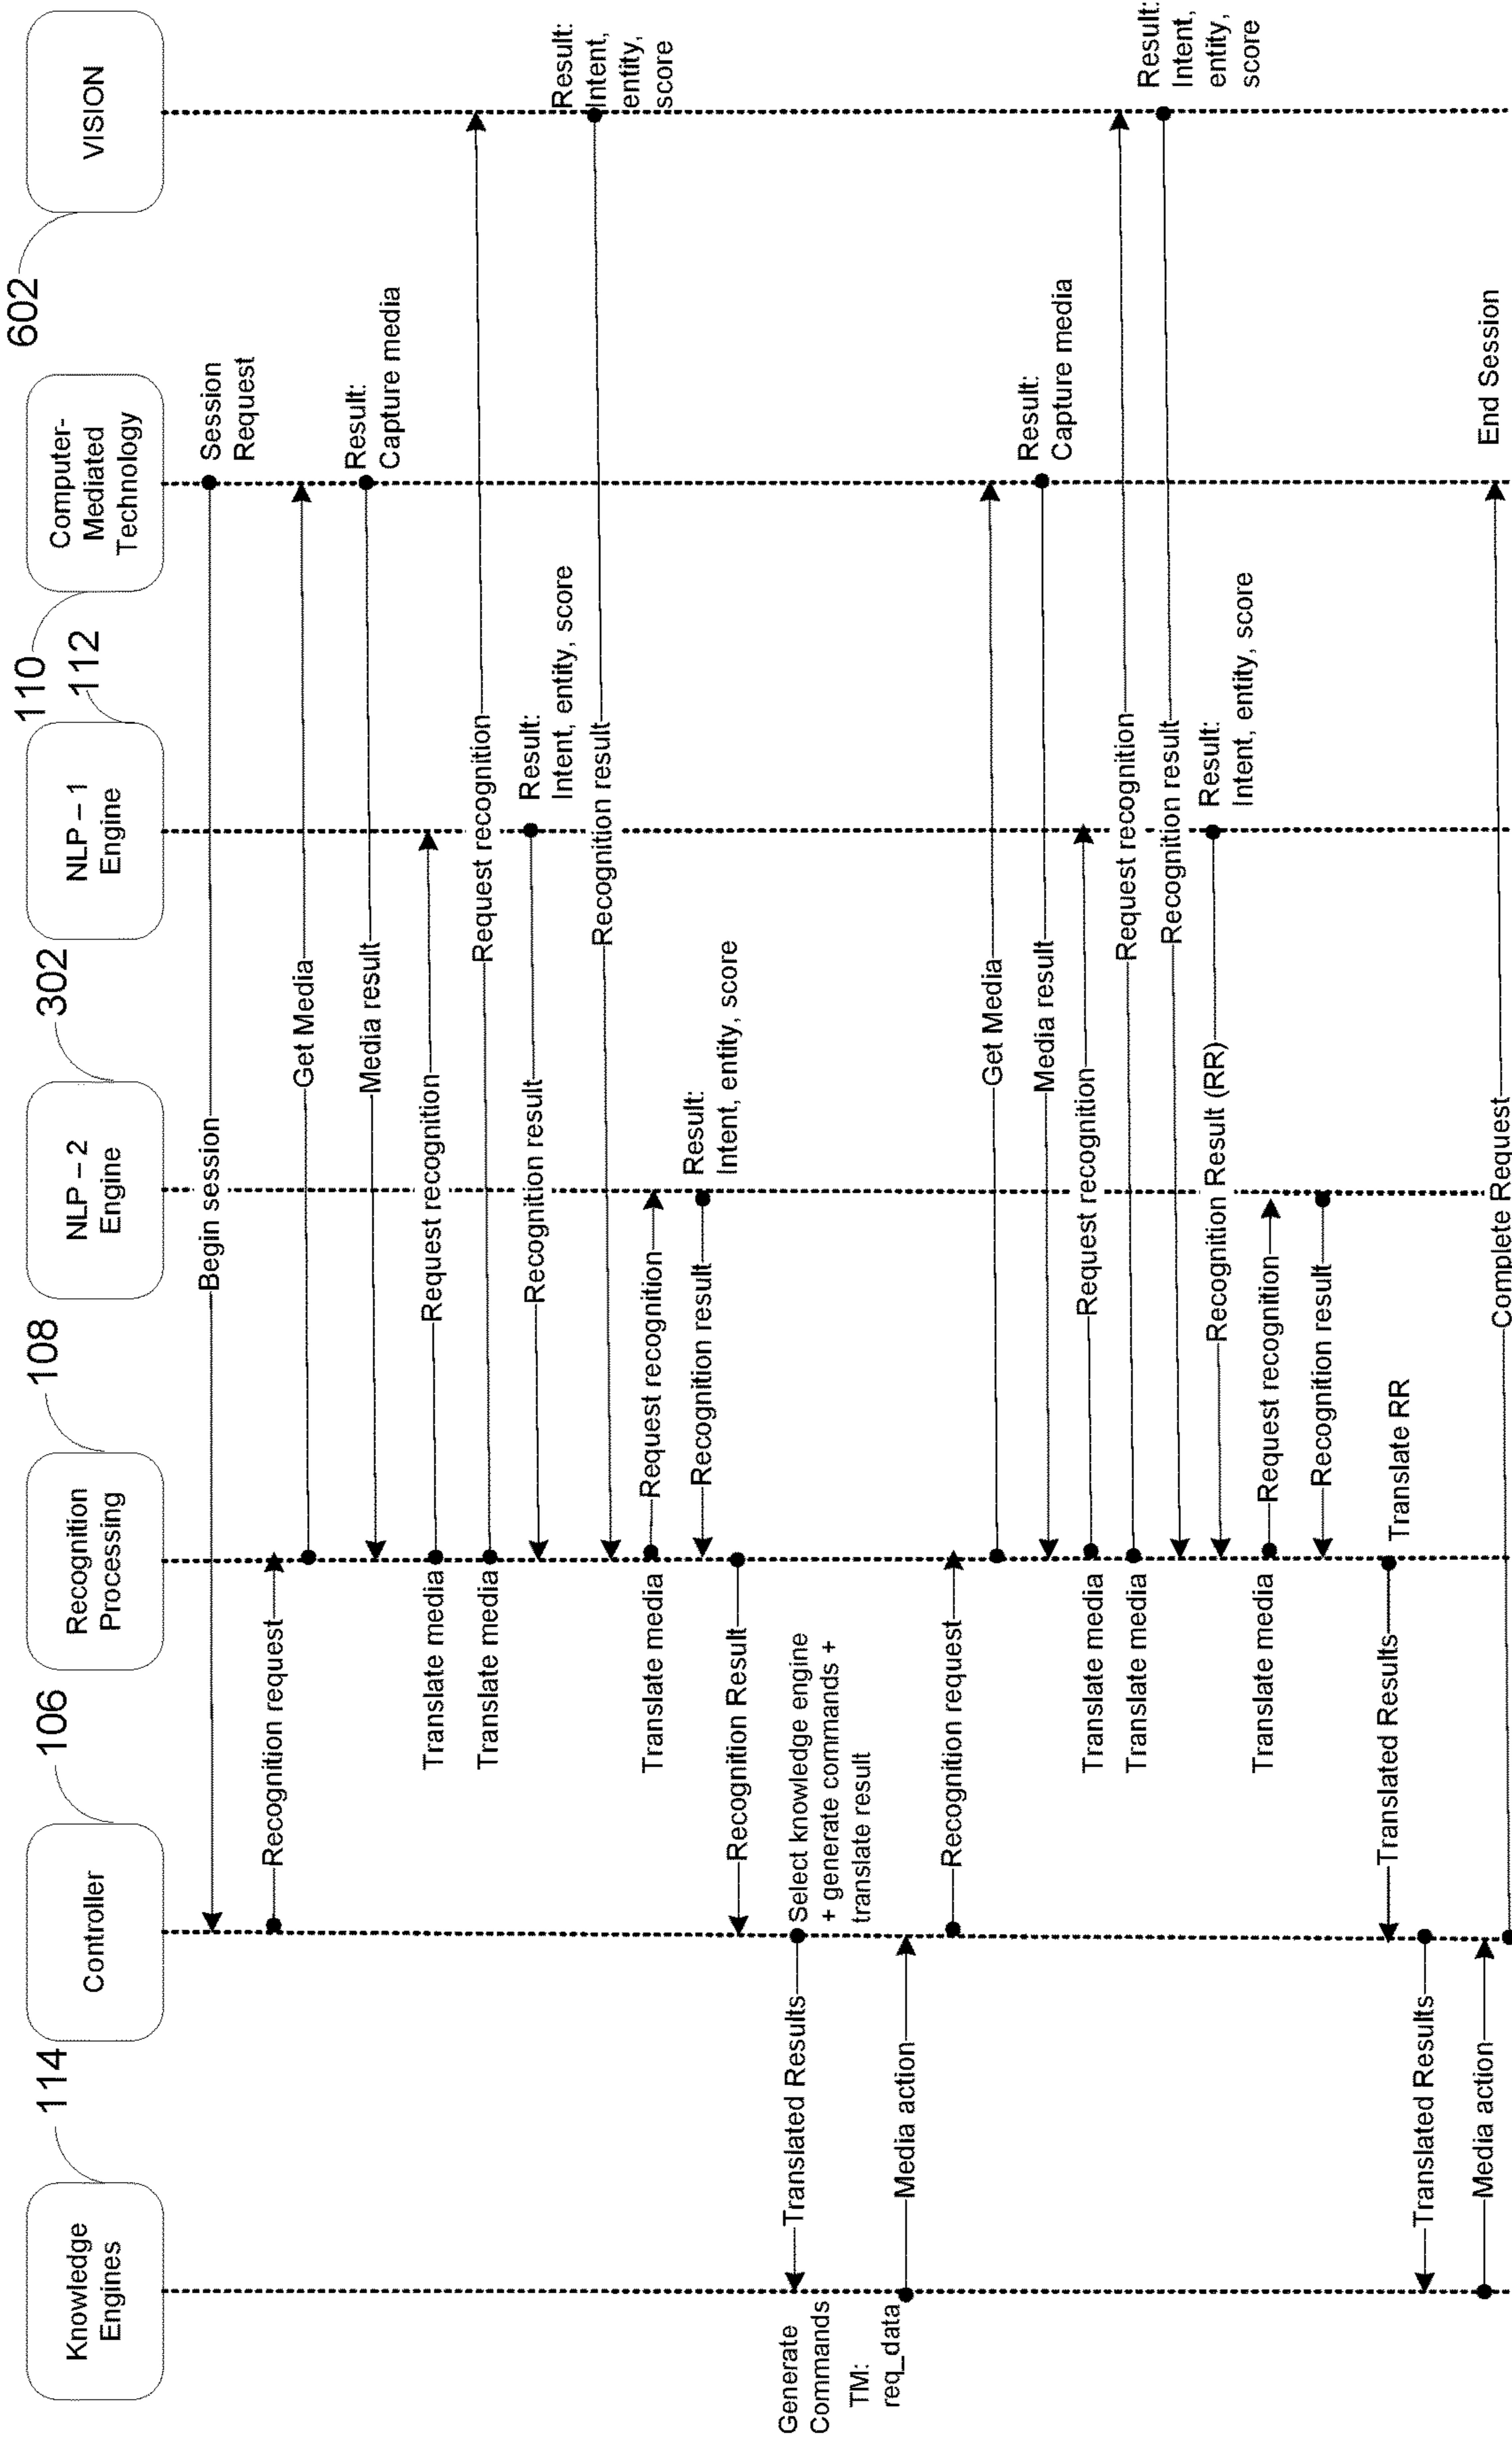 Knowledge
Engines
114
Controller
106
Recognition
Processing
108
NLP – 2
Engine
302
NLP – 1
Engine
112
Computer-
Mediated
Technology
110
VISION
602
Session
Request
Begin session
Recognition request
Get Media
Result:
Capture media
Media result
Translate media
Request recognition
Translate media
Request recognition
Result:
Intent, entity, score
Recognition result
Result:
Intent,
entity,
score
Recognition result
Translate media
Request recognition
Result:
Intent, entity, score
Recognition result
Recognition Result
Select knowledge engine
+ generate commands +
translate result
Translated Results
Generate
Commands
TM:
req_data
Media action
Recognition request
Get Media
Result:
Capture media
Media result
Translate media
Request recognition
Translate media
Request recognition
Result:
Intent,
entity,
score
Recognition result
Result:
Intent, entity, score
Recognition Result (RR)
Translate media
Request recognition
Recognition result
Translate RR
Translated Results
Translated Results
Media action
End Session
Complete Request